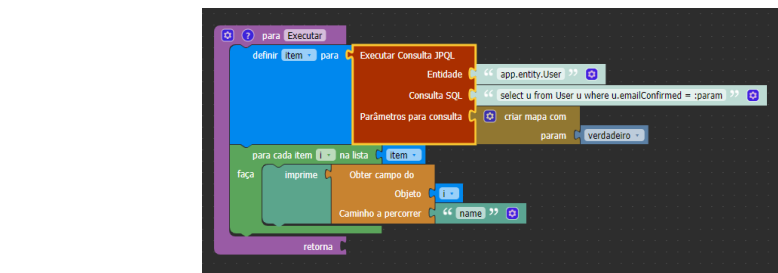 para Executar
definir item para Executar Consulta JPQL
Entidade “ app.entity.User ”
Consulta SQL “ select u from User u where u.emailConfirmed = :param ”
Parâmetros para consulta criar mapa com
param verdadeiro
para cada item i na lista item
faça imprime Obter campo do
Objeto i
Caminho a percorrer “ name ”
retorna